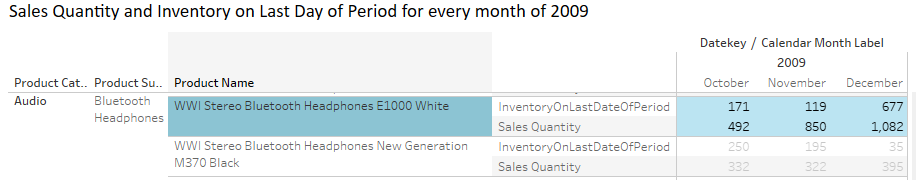 Sales Quantity and Inventory on Last Day of Period for every month of 2009
Datekey / Calendar Month Label
2009
Product Cat.. Product Su.. Product Name October November December
Audio Bluetooth Headphones WWI Stereo Bluetooth Headphones E1000 White InventoryOnLastDateOfPeriod 171 119 677
Sales Quantity 492 850 1,082
WWI Stereo Bluetooth Headphones New Generation M370 Black InventoryOnLastDateOfPeriod 250 195 35
Sales Quantity 332 322 395